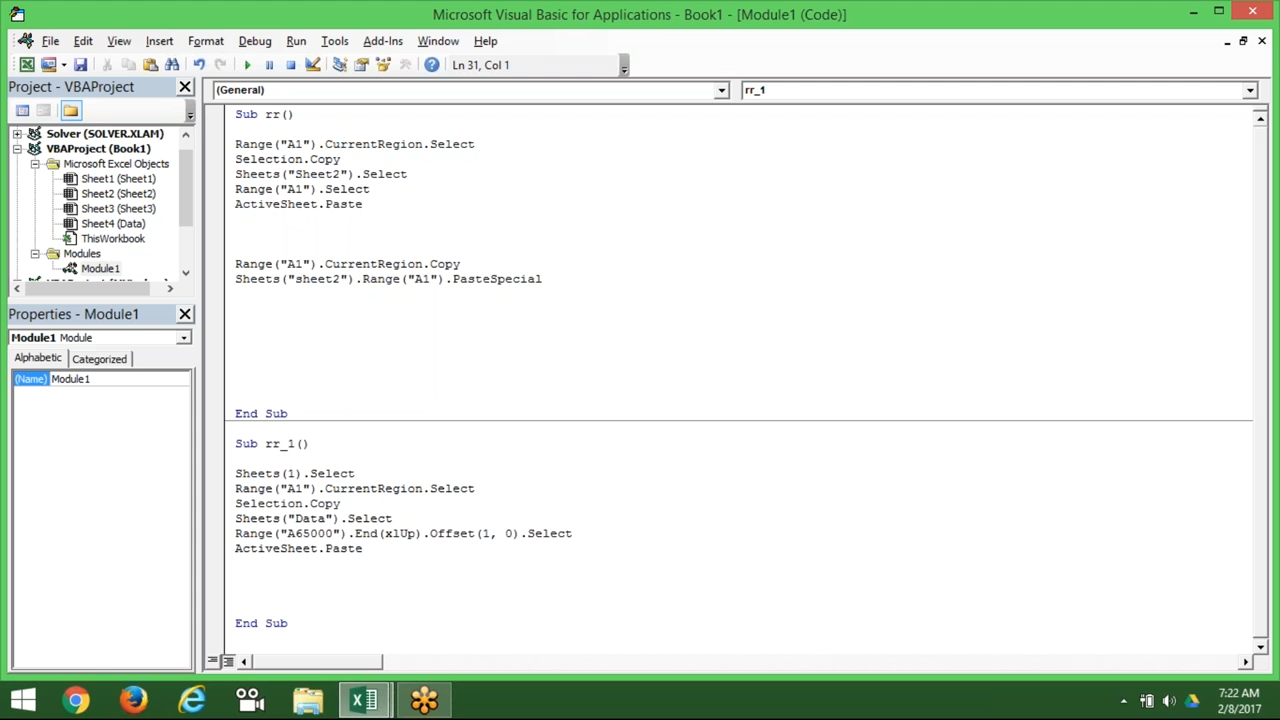 Microsoft Visual Basic for Applications - Book1 - [Module1 (Code)]
File Edit View Insert Format Debug Run Tools Add-Ins Window Help
Ln 31, Col 1
Project - VBAProject
(General)
rr_1
Solver (SOLVER.XLAM)
VBAProject (Book1)
Microsoft Excel Objects
Sheet1 (Sheet1)
Sheet2 (Sheet2)
Sheet3 (Sheet3)
Sheet4 (Data)
ThisWorkbook
Modules
Module1
Properties - Module1
Module1 Module
Alphabetic Categorized
(Name) Module1
Sub rr()
Range("A1").CurrentRegion.Select
Selection.Copy
Sheets("Sheet2").Select
Range("A1").Select
ActiveSheet.Paste
Range("A1").CurrentRegion.Copy
Sheets("sheet2").Range("A1").PasteSpecial
End Sub
Sub rr_1()
Sheets(1).Select
Range("A1").CurrentRegion.Select
Selection.Copy
Sheets("Data").Select
Range("A65000").End(xlUp).Offset(1, 0).Select
ActiveSheet.Paste
End Sub
7:22 AM
2/8/2017